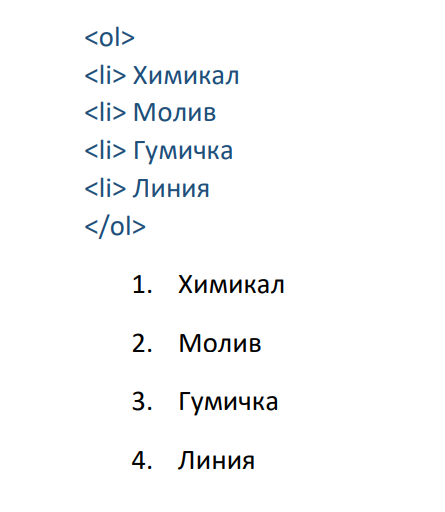 <ol>
<li> Химикал
<li> Молив
<li> Гумичка
<li> Линия
</ol>
1. Химикал
2. Молив
3. Гумичка
4. Линия